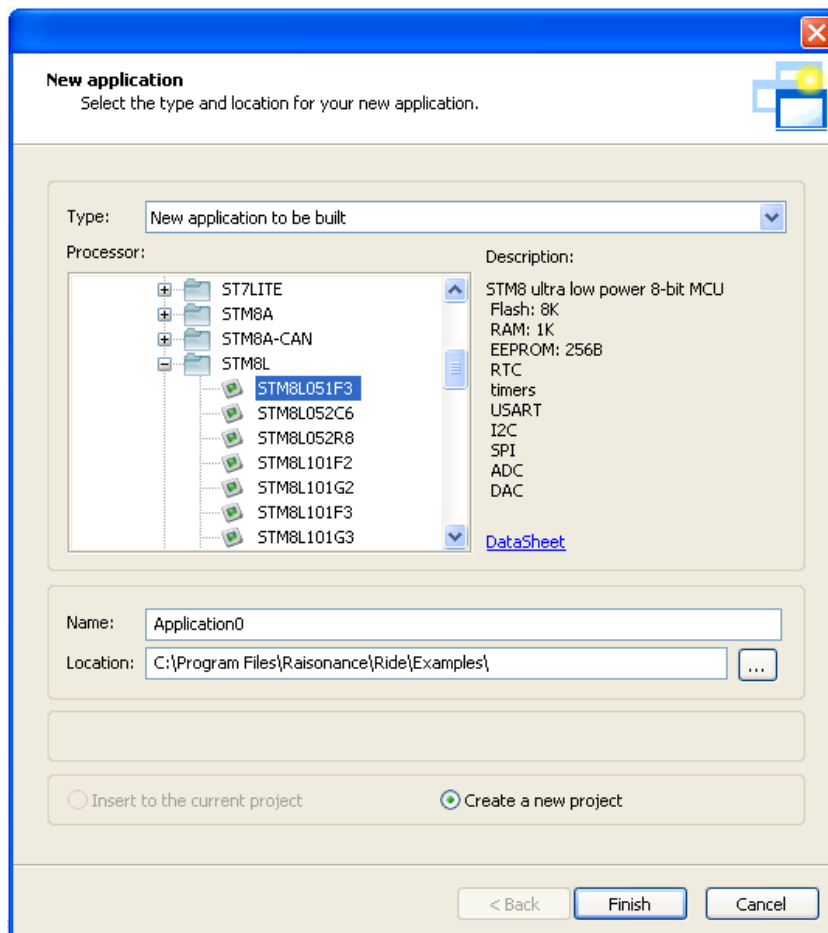 New application
Select the type and location for your new application.
Type:
New application to be built
Processor:
ST7LITE
STM8A
STM8A-CAN
STM8L
STM8L051F3
STM8L052C6
STM8L052R8
STM8L101F2
STM8L101G2
STM8L101F3
STM8L101G3
Description:
STM8 ultra low power 8-bit MCU
Flash: 8K
RAM: 1K
EEPROM: 256B
RTC
timers
USART
I2C
SPI
ADC
DAC
DataSheet
Name:
Application0
Location:
C:\Program Files\Raisonance\Ride\Examples\
...
Insert to the current project
Create a new project
< Back
Finish
Cancel